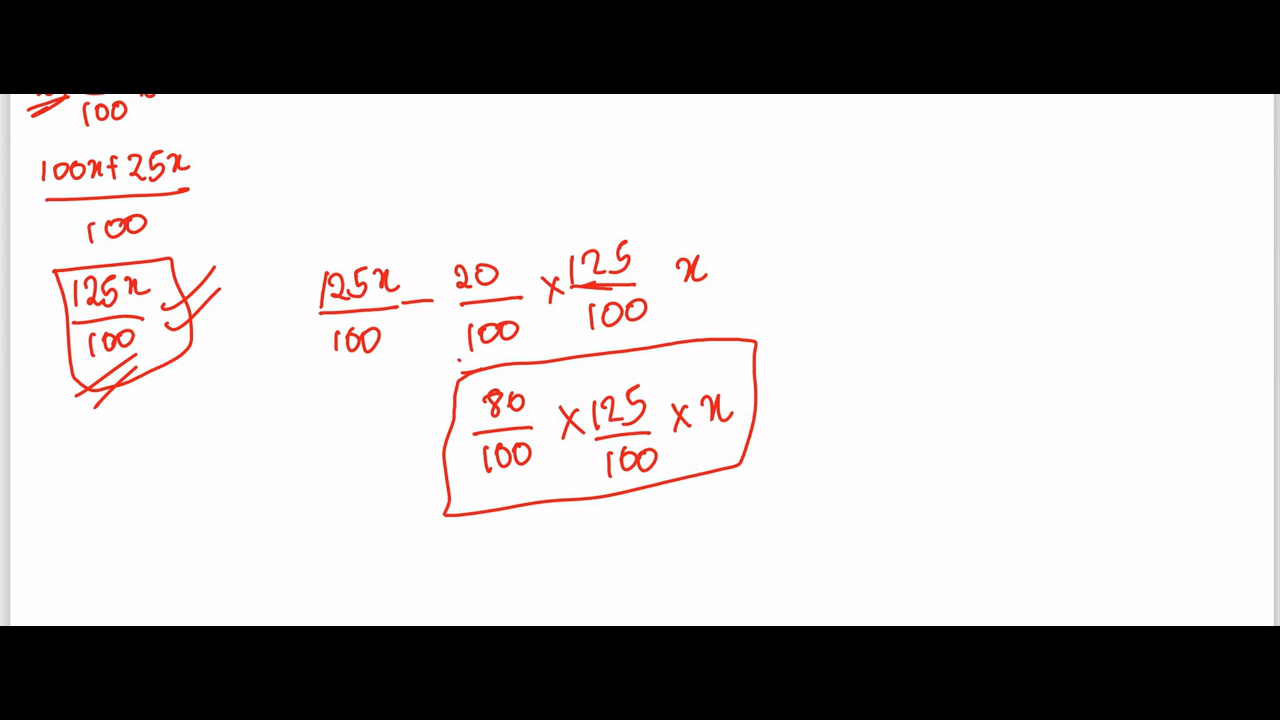 100
100x+25x
100
125x
100
125x - 20 × 125 x
100 100 100
80 × 125 × x
100 100